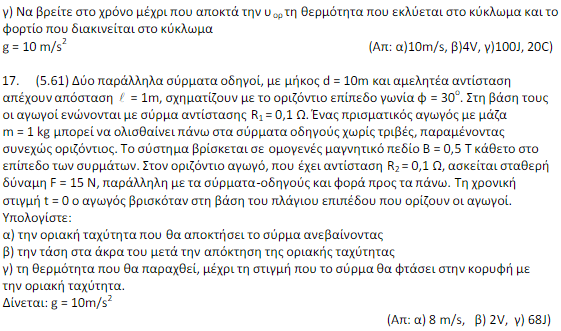 γ) Να βρείτε στο χρόνο μέχρι που αποκτά την υ ορ τη θερμότητα που εκλύεται στο κύκλωμα και το
φορτίο που διακινείται στο κύκλωμα
g = 10 m/s² (Απ: α)10m/s, β)4V, γ)100J, 20C)
17. (5.61) Δύο παράλληλα σύρματα οδηγοί, με μήκος d = 10m και αμελητέα αντίσταση
απέχουν απόσταση ℓ = 1m, σχηματίζουν με το οριζόντιο επίπεδο γωνία φ = 30°. Στη βάση τους
οι αγωγοί ενώνονται με σύρμα αντίστασης R₁ = 0,1 Ω. Ένας πρισματικός αγωγός με μάζα
m = 1 kg μπορεί να ολισθαίνει πάνω στα σύρματα οδηγούς χωρίς τριβές, παραμένοντας
συνεχώς οριζόντιος. Το σύστημα βρίσκεται σε ομογενές μαγνητικό πεδίο Β = 0,5 Τ κάθετο στο
επίπεδο των συρμάτων. Στον οριζόντιο αγωγό, που έχει αντίσταση R₂ = 0,1 Ω, ασκείται σταθερή
δύναμη F = 15 N, παράλληλη με τα σύρματα-οδηγούς και φορά προς τα πάνω. Τη χρονική
στιγμή t = 0 ο αγωγός βρισκόταν στη βάση του πλάγιου επιπέδου που ορίζουν οι αγωγοί.
Υπολογίστε:
α) την οριακή ταχύτητα που θα αποκτήσει το σύρμα ανεβαίνοντας
β) την τάση στα άκρα του μετά την απόκτηση της οριακής ταχύτητας
γ) τη θερμότητα που θα παραχθεί, μέχρι τη στιγμή που το σύρμα θα φτάσει στην κορυφή με
την οριακή ταχύτητα.
Δίνεται: g = 10m/s²
(Απ: α) 8 m/s, β) 2V, γ) 68J)